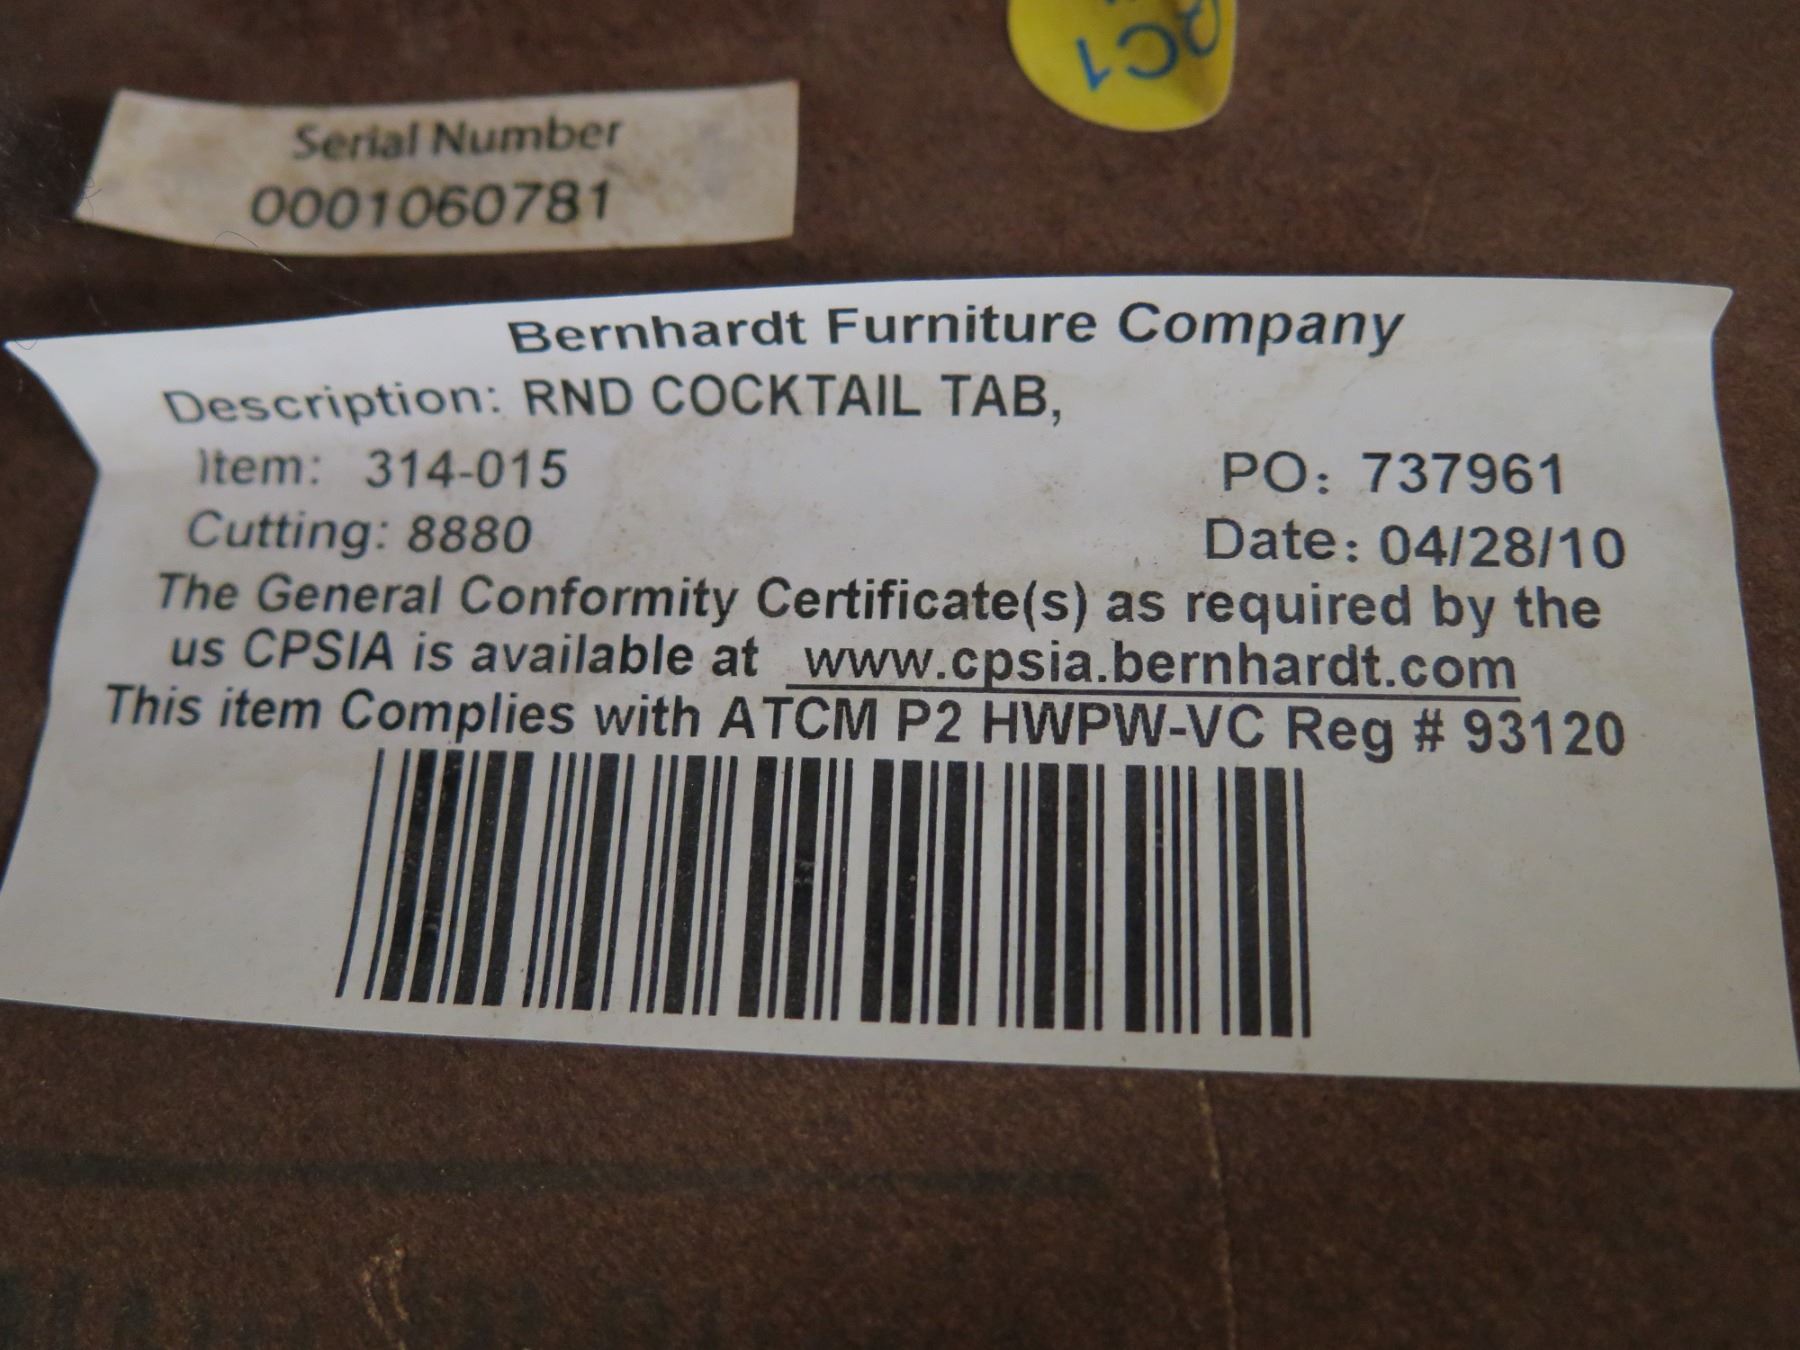 QC1
Serial Number
0001060781
Bernhardt Furniture Company
Description: RND COCKTAIL TAB,
Item: 314-015 PO: 737961
Cutting: 8880 Date: 04/28/10
The General Conformity Certificate(s) as required by the
us CPSIA is available at www.cpsia.bernhardt.com
This item Complies with ATCM P2 HWPW-VC Reg # 93120